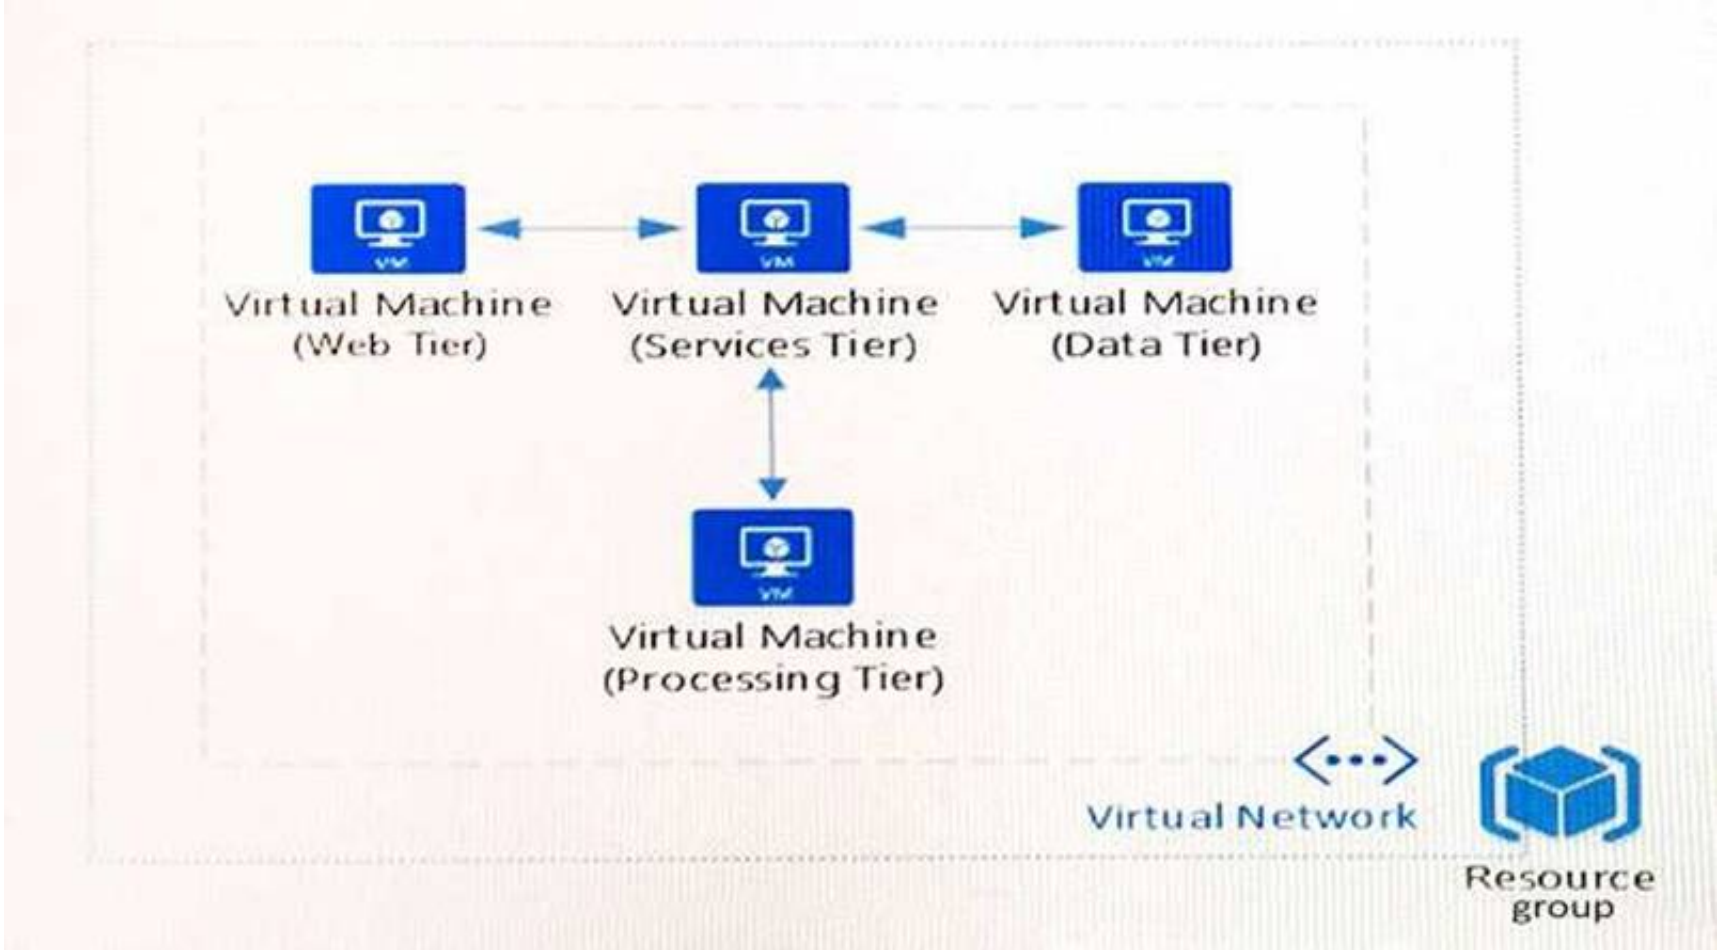 VM
VM
VM
Virtual Machine
(Web Tier)
Virtual Machine
(Services Tier)
Virtual Machine
(Data Tier)
VM
Virtual Machine
(Processing Tier)
Virtual Network
Resource
group